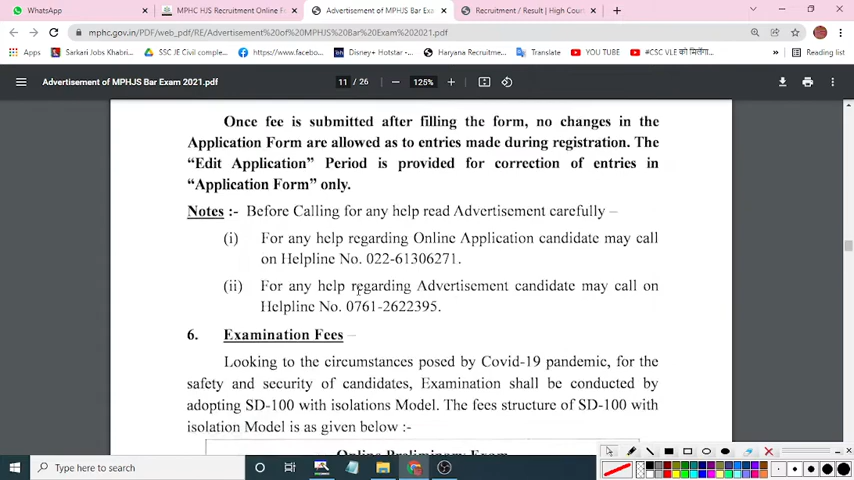 WhatsApp
MPHC HJS Recruitment Online F
Advertisement of MPHJS Bar Exa
Recruitment / Result | High Court
mphc.gov.in/PDF/web_pdf/RE/Advertisement%20of%20MPHJS%20Bar%20Exam%202021.pdf
Apps
Sarkari Jobs Khabri...
SSC JE Civil comple...
https://www.facebo...
Disney+ Hotstar -...
Haryana Recruitme...
Translate
YOU TUBE
#CSC VLE को मिलेंगी...
Reading list
Advertisement of MPHJS Bar Exam 2021.pdf
11 / 26
125%
Once fee is submitted after filling the form, no changes in the
Application Form are allowed as to entries made during registration. The
“Edit Application” Period is provided for correction of entries in
“Application Form” only.
Notes :- Before Calling for any help read Advertisement carefully –
(i) For any help regarding Online Application candidate may call
on Helpline No. 022-61306271.
(ii) For any help regarding Advertisement candidate may call on
Helpline No. 0761-2622395.
6. Examination Fees –
Looking to the circumstances posed by Covid-19 pandemic, for the
safety and security of candidates, Examination shall be conducted by
adopting SD-100 with isolations Model. The fees structure of SD-100 with
isolation Model is as given below :-
Online Preliminary Exam
Type here to search